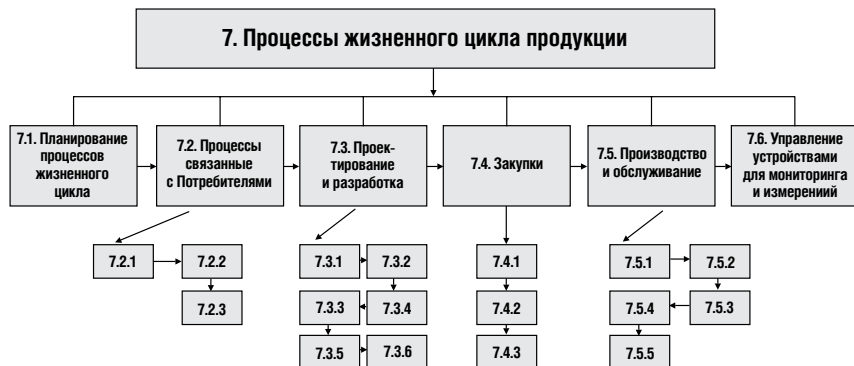 7. Процессы жизненного цикла продукции
7.1. Планирование
процессов
жизненного
цикла
7.2. Процессы
связанные
с Потребителями
7.3. Проек-
тирование
и разработка
7.4. Закупки
7.5. Производство
и обслуживание
7.6. Управление
устройствами
для мониторинга
и измерениий
7.2.1
7.2.2
7.2.3
7.3.1
7.3.2
7.3.3
7.3.4
7.3.5
7.3.6
7.4.1
7.4.2
7.4.3
7.5.1
7.5.2
7.5.4
7.5.3
7.5.5